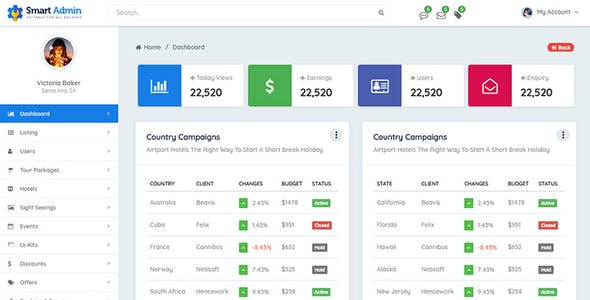 Smart Admin
SUITABLE FOR ALL BACKEND
Search
5
5
My Account
Victoria Baker
Santa Ana, CA
Dashboard
Listing
Users
Tour Packages
Hotels
Sight Seeings
Events
Ui-Kits
Discounts
Offers
Home / Dashboard
Back
Today Views
22,520
Earnings
22,520
Users
22,520
Enquiry
22,520
Country Campaigns
Airtport Hotels The Right Way To Start A Short Break Holiday
COUNTRY CLIENT CHANGES BUDGET STATUS
Australia Beavis 2.43% $1478 Active
Cuba Felix 1.43% $951 Closed
France Cannibus -8.43% $632 Hold
Norway Neosoft 7.43% $325 Hold
South Africa Hencework 9.43% $258 Active
Country Campaigns
Airtport Hotels The Right Way To Start A Short Break Holiday
STATE CLIENT CHANGES BUDGET STATUS
California Beavis 2.43% $1478 Active
Florida Felix 1.43% $951 Closed
Hawaii Cannibus -8.43% $632 Hold
Alaska Neosoft 7.43% $325 Hold
New Jersey Hencework 9.43% $258 Active